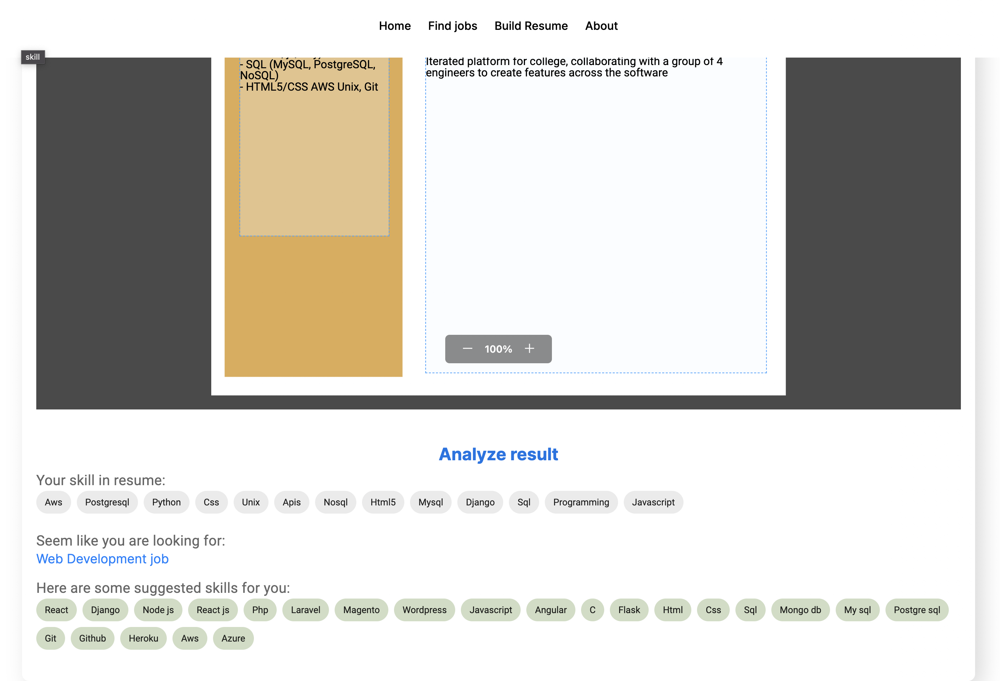 Home Find jobs Build Resume About
skill
- SQL (MySQL, PostgreSQL,
NoSQL)
- HTML5/CSS AWS Unix, Git
Iterated platform for college, collaborating with a group of 4
engineers to create features across the software
100%
Analyze result
Your skill in resume:
Aws Postgresql Python Css Unix Apis Nosql Html5 Mysql Django Sql Programming Javascript
Seem like you are looking for:
Web Development job
Here are some suggested skills for you:
React Django Node js React js Php Laravel Magento Wordpress Javascript Angular C Flask Html Css Sql Mongo db My sql Postgre sql
Git Github Heroku Aws Azure